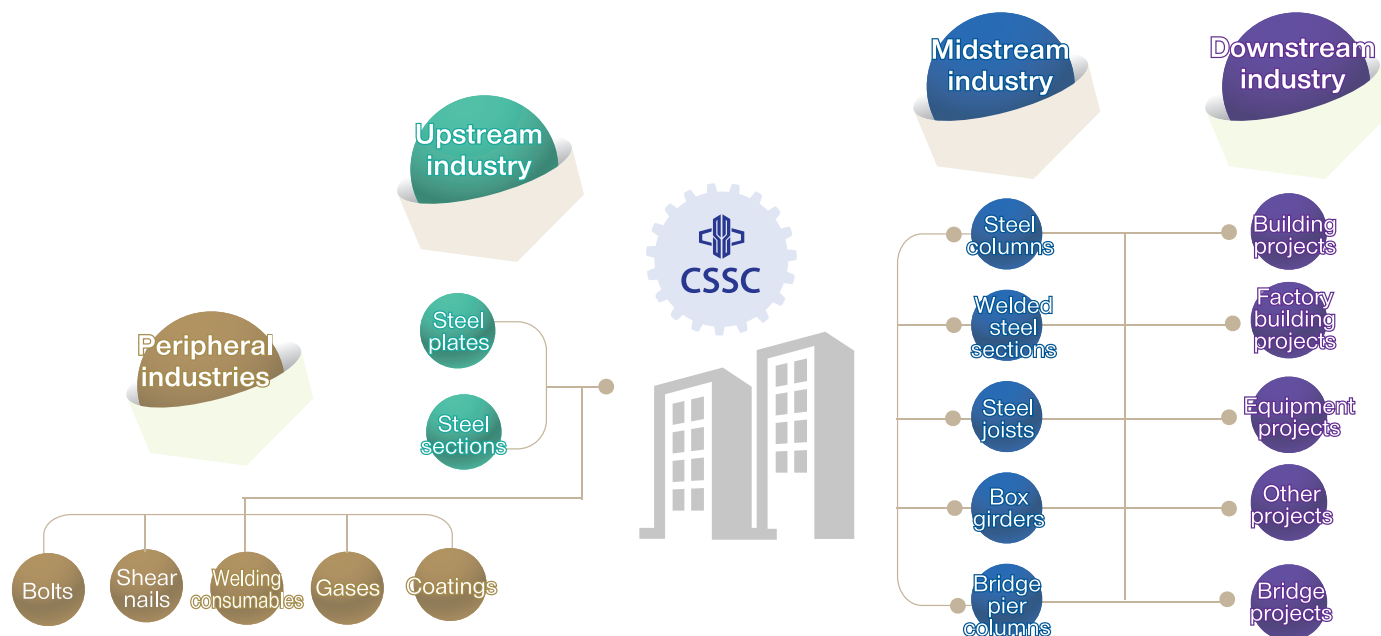 Midstream
industry
Downstream
industry
Upstream
industry
CSSC
Peripheral
industries
Steel
plates
Steel
sections
Bolts
Shear
nails
Welding
consumables
Gases
Coatings
Steel
columns
Welded
steel
sections
Steel
joists
Box
girders
Bridge
pier
columns
Building
projects
Factory
building
projects
Equipment
projects
Other
projects
Bridge
projects